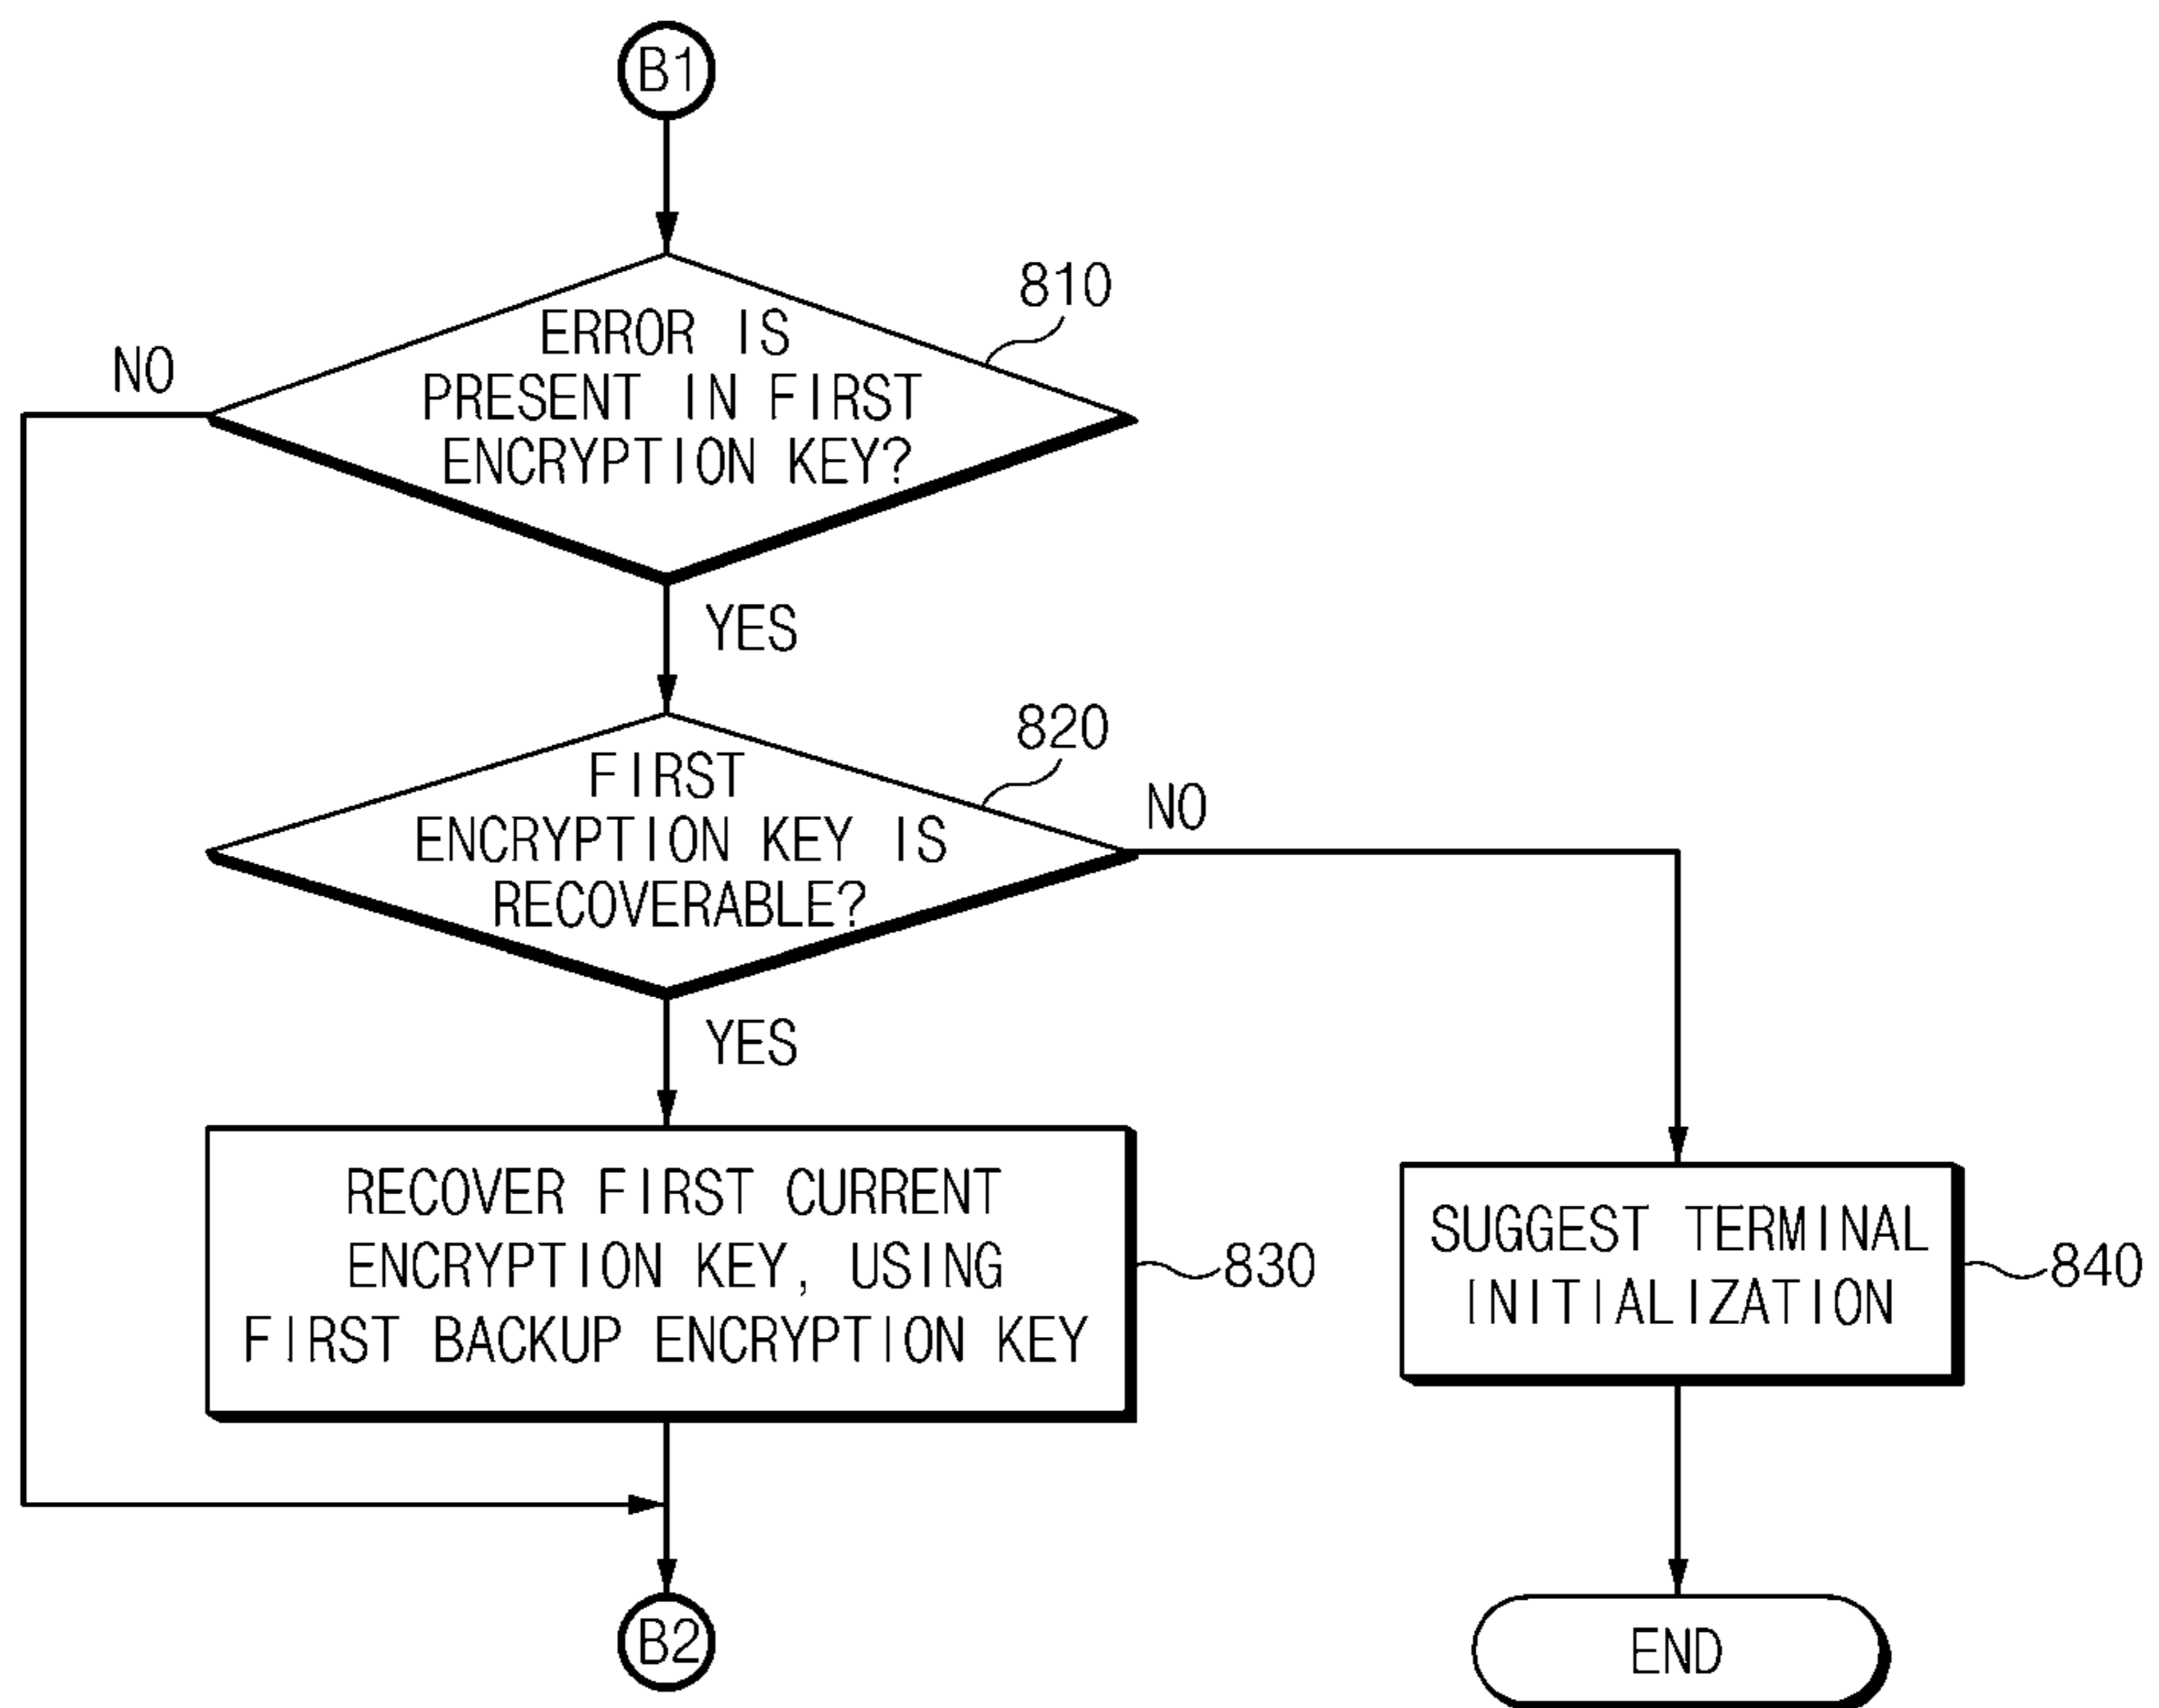 B1
810
ERROR IS
PRESENT IN FIRST
ENCRYPTION KEY?
NO
YES
820
FIRST
ENCRYPTION KEY IS
RECOVERABLE?
NO
YES
RECOVER FIRST CURRENT
ENCRYPTION KEY, USING
FIRST BACKUP ENCRYPTION KEY
830
SUGGEST TERMINAL
INITIALIZATION
840
B2
END